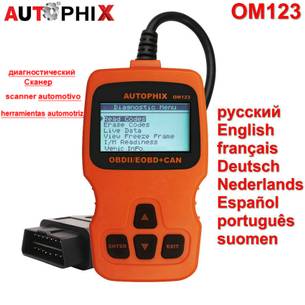 AUTOPHIX
OM123
диагностический
Сканер
scanner automotivo
herramientas automotriz
AUTOPHIX
OM123
Diagnostic Menu
Read Codes
Erase Codes
Live Data
View Freeze Frame
I/M Readiness
Vehic Info.
OBDII/EOBD+CAN
ENTER
EXIT
русский
English
français
Deutsch
Nederlands
Español
português
suomen